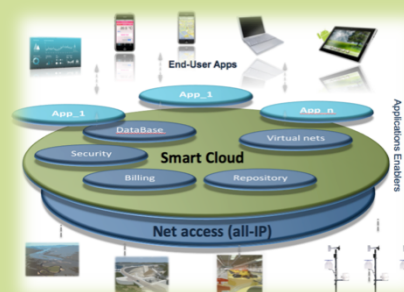 End-User Apps
App_1
App_1
App_n
DataBase
Virtual nets
Security
Smart Cloud
Billing
Repository
Net access (all-IP)
Applications Enablers